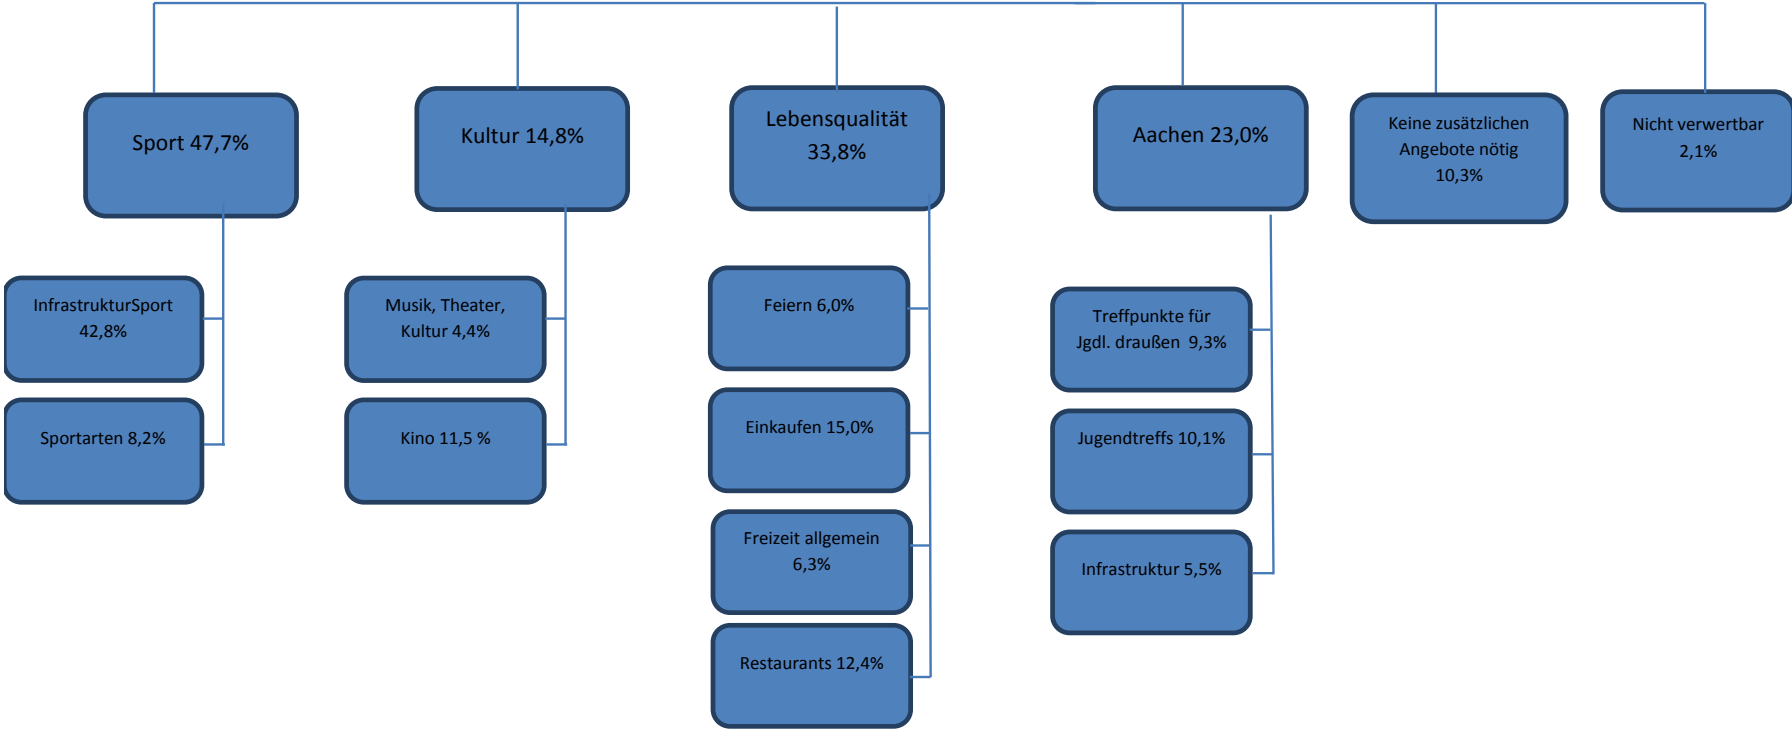 Sport 47,7%
Kultur 14,8%
Lebensqualität
33,8%
Aachen 23,0%
Keine zusätzlichen
Angebote nötig
10,3%
Nicht verwertbar
2,1%
InfrastrukturSport
42,8%
Sportarten 8,2%
Musik, Theater,
Kultur 4,4%
Kino 11,5 %
Feiern 6,0%
Einkaufen 15,0%
Freizeit allgemein
6,3%
Restaurants 12,4%
Treffpunkte für
Jgdl. draußen 9,3%
Jugendtreffs 10,1%
Infrastruktur 5,5%